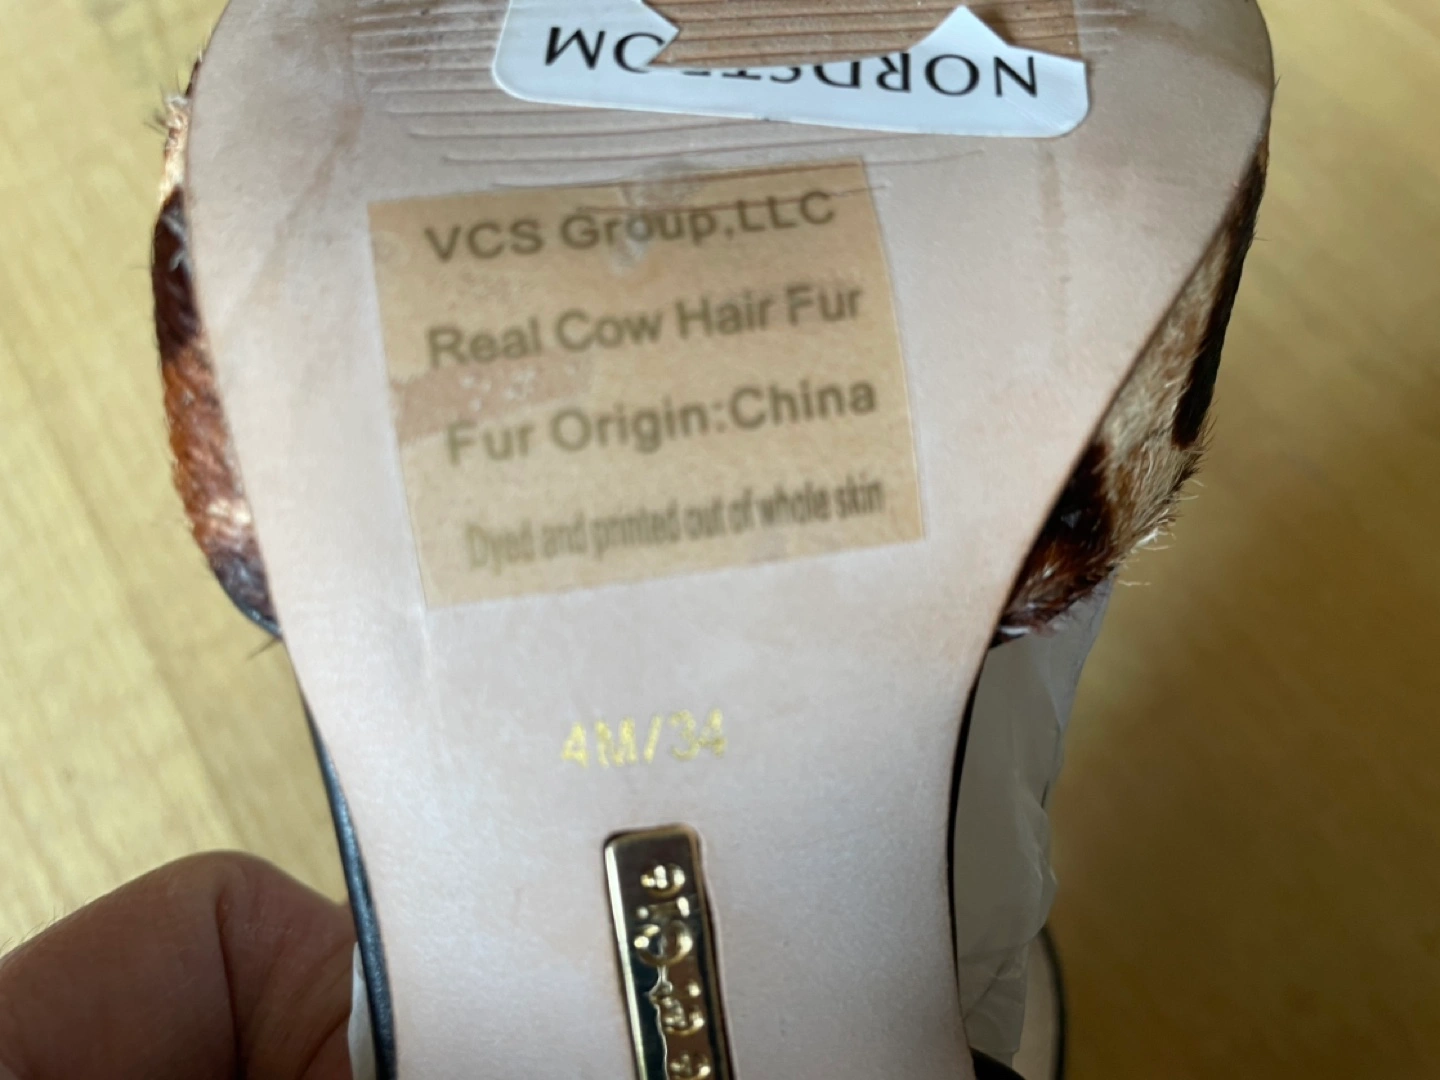 NORDSTROM
VCS Group,LLC
Real Cow Hair Fur
Fur Origin:China
Dyed and printed out of whole skin
4M/34